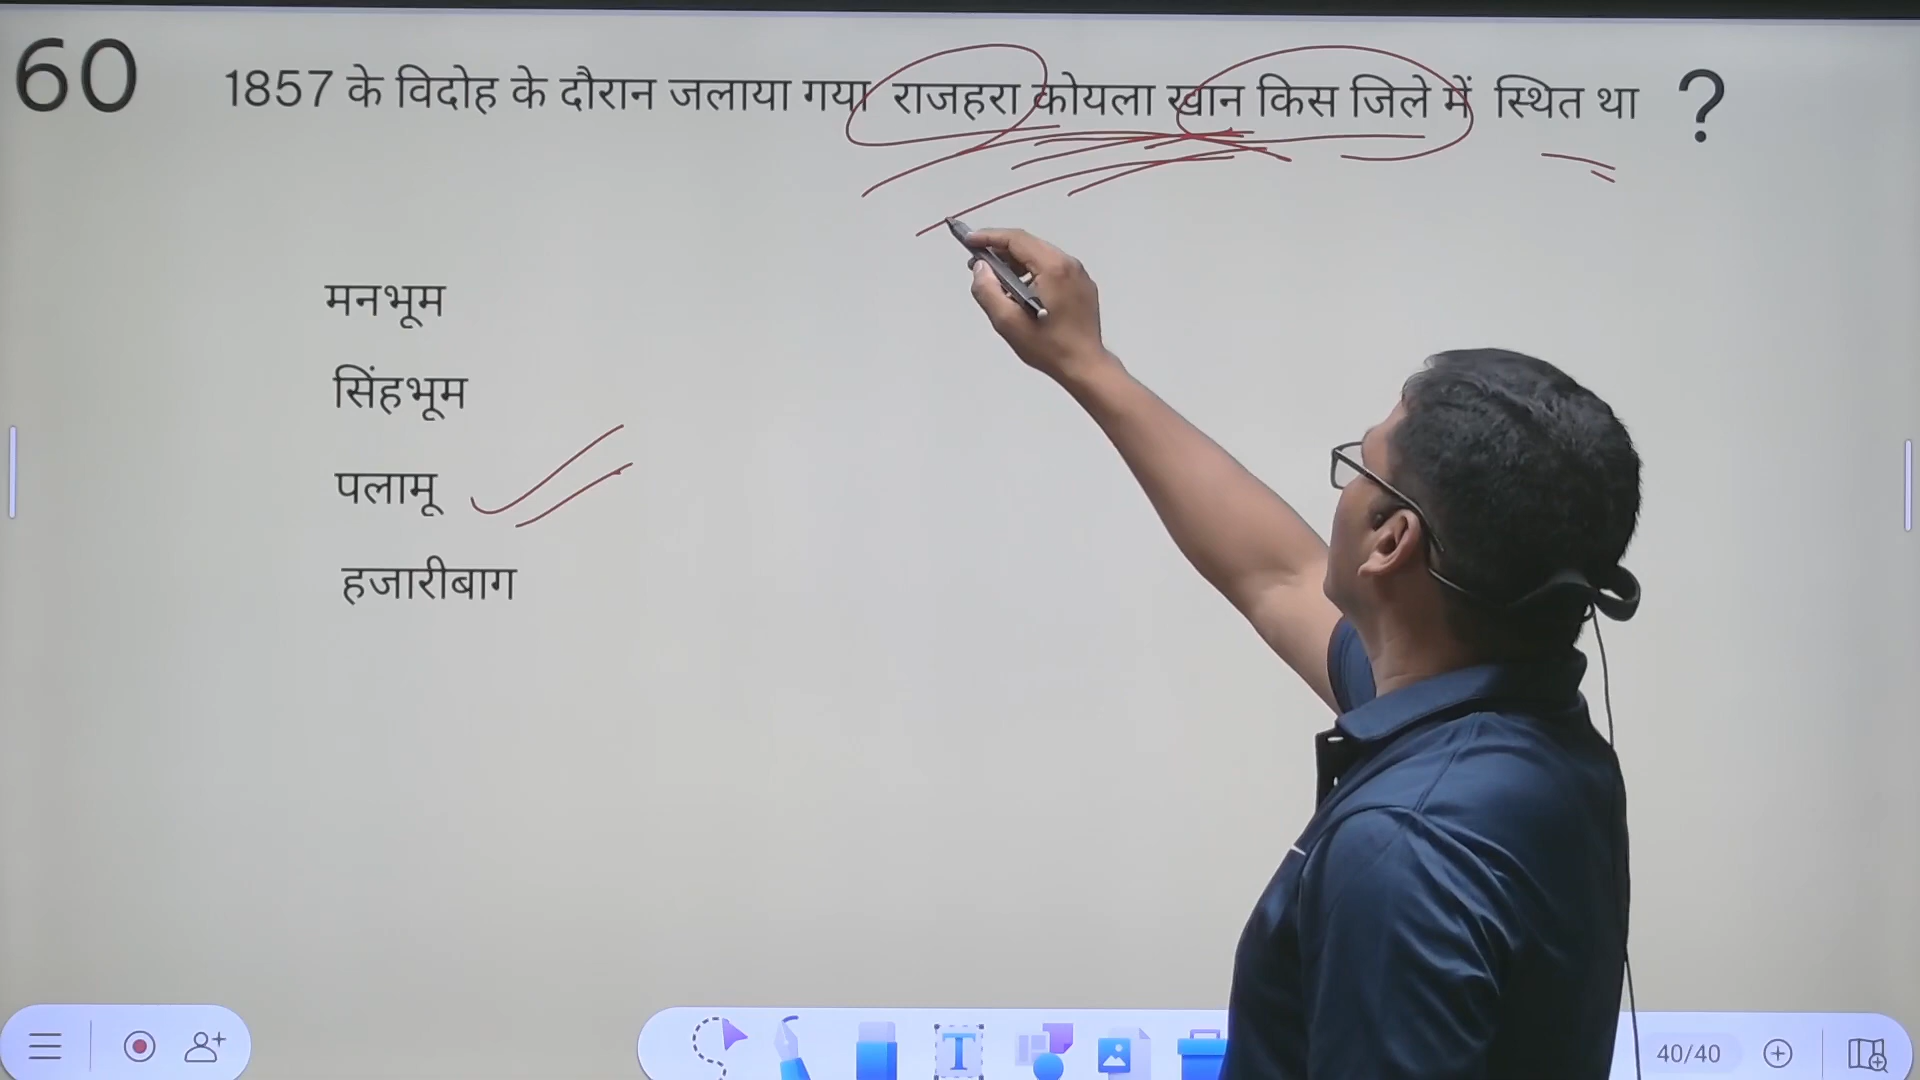 60 1857 के विदोह के दौरान जलाया गया राजहरा कोयला खान किस जिले में स्थित था ?
मनभूम
सिंहभूम
पलामू
हजारीबाग
T
40/40